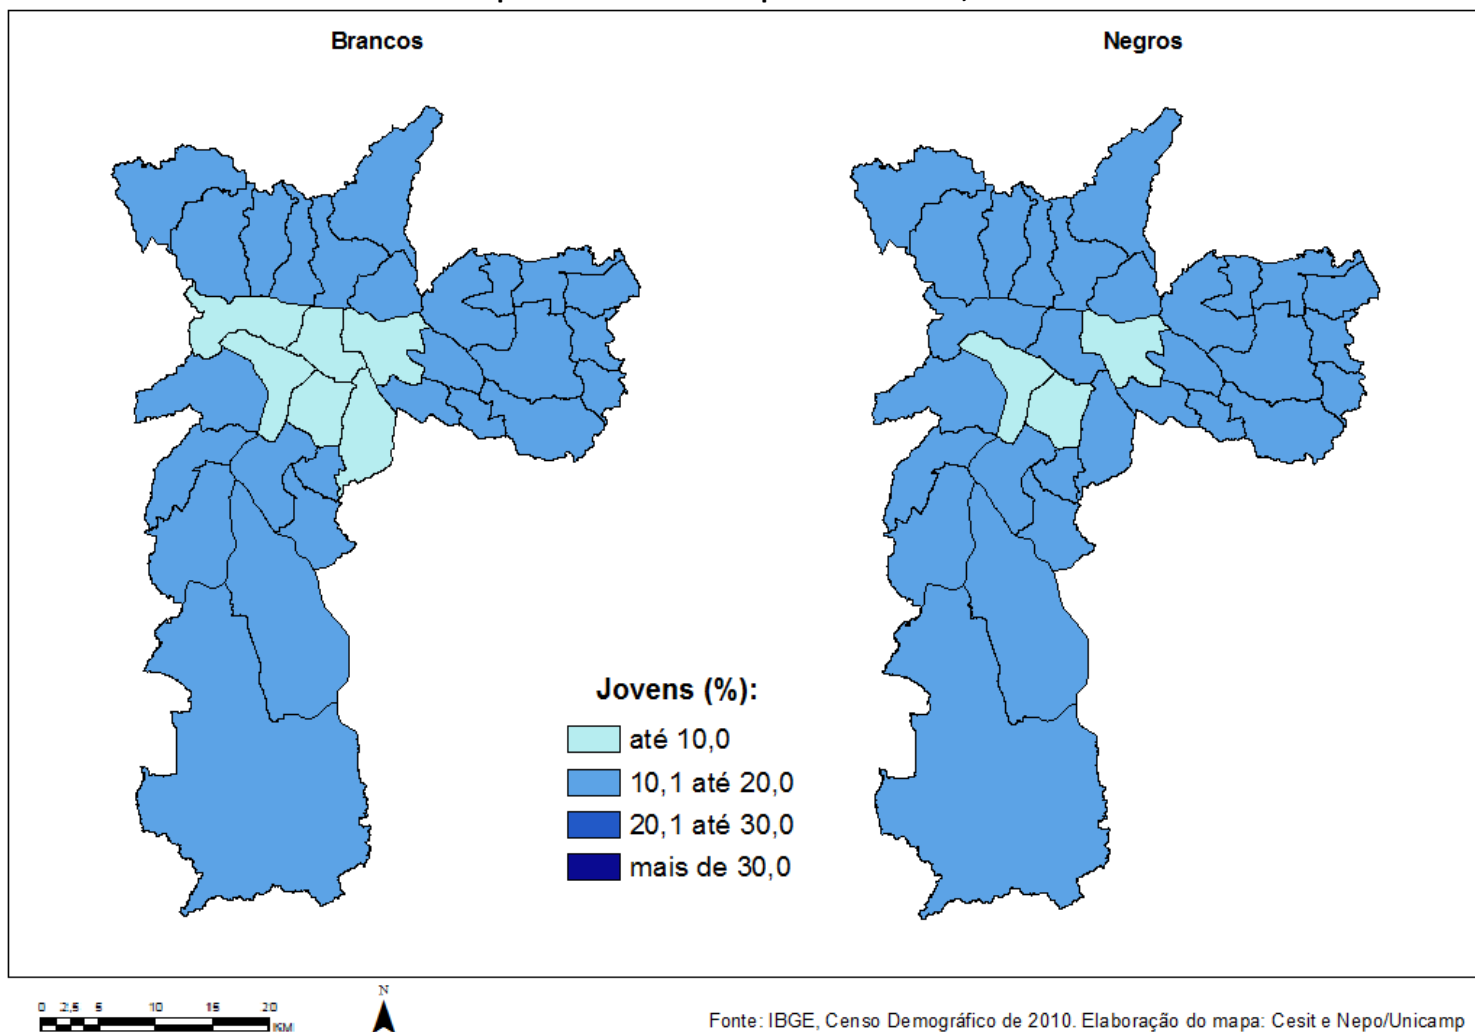 Brancos
Negros
Jovens (%):
até 10,0
10,1 até 20,0
20,1 até 30,0
mais de 30,0
N
0 2,5 5 10 15 20
KM
Fonte: IBGE, Censo Demográfico de 2010. Elaboração do mapa: Cesit e Nepo/Unicamp